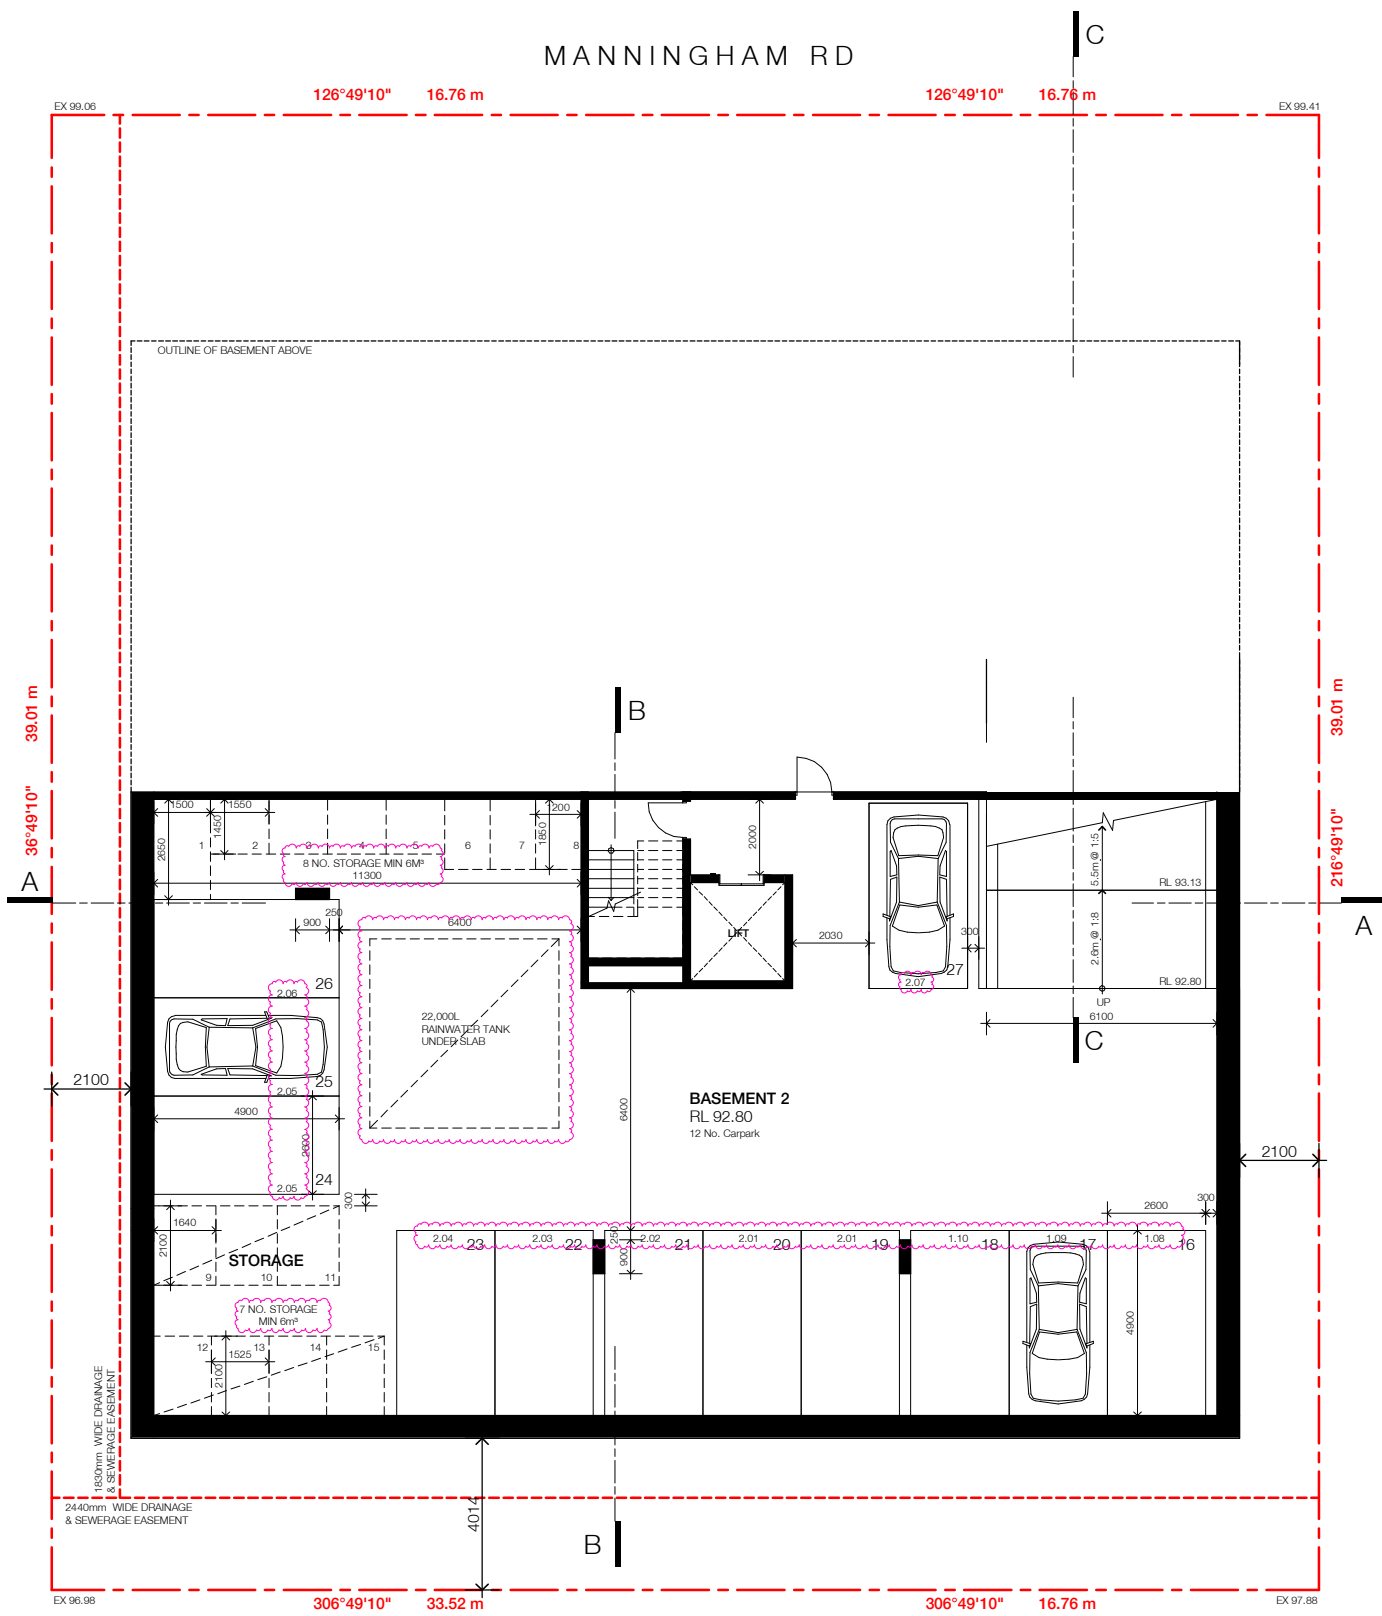 MANNINGHAM RD
C
126°49'10" 16.76 m
126°49'10" 16.76 m
EX 99.06
EX 99.41
OUTLINE OF BASEMENT ABOVE
39.01 m
36°49'10"
39.01 m
216°49'10"
B
A
A
1500
1550
1450
2650
1200
1850
1
2
3
4
5
6
7
8
8 NO. STORAGE MIN 6M³
11300
250
900
6400
2000
LIFT
2030
300
27
2.07
5.5m @ 1:5
RL 93.13
2.6m @ 1:8
RL 92.80
UP
6100
C
26
2.06
25
2.05
4900
2600
24
2.05
300
22,000L
RAINWATER TANK
UNDER SLAB
6400
BASEMENT 2
RL 92.80
12 No. Carpark
2100
2100
1640
2100
STORAGE
9
10
11
7 NO. STORAGE
MIN 6m³
12
13
14
15
1525
2100
2600
300
2.04
23
2.03
22
2.02
21
2.01
20
2.01
19
1.10
18
1.09
17
1.08
16
250
900
4900
1830mm WIDE DRAINAGE
& SEWERAGE EASEMENT
2440mm WIDE DRAINAGE
& SEWERAGE EASEMENT
4014
B
EX 96.98
306°49'10" 33.52 m
306°49'10" 16.76 m
EX 97.88